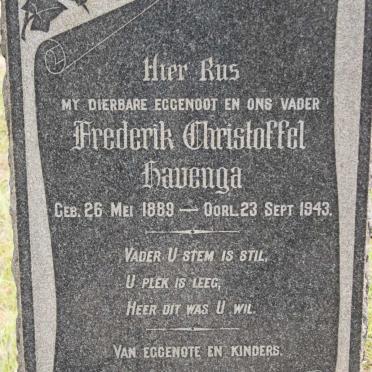 Hier Rus
MY DIERBARE EGGENOOT EN ONS VADER
Frederik Christoffel
Havenga
GEB. 26 MEI 1889 — OORL. 23 SEPT 1943.
VADER U STEM IS STIL,
U PLEK IS LEEG,
HEER DIT WAS U WIL.
VAN EGGENOTE EN KINDERS.